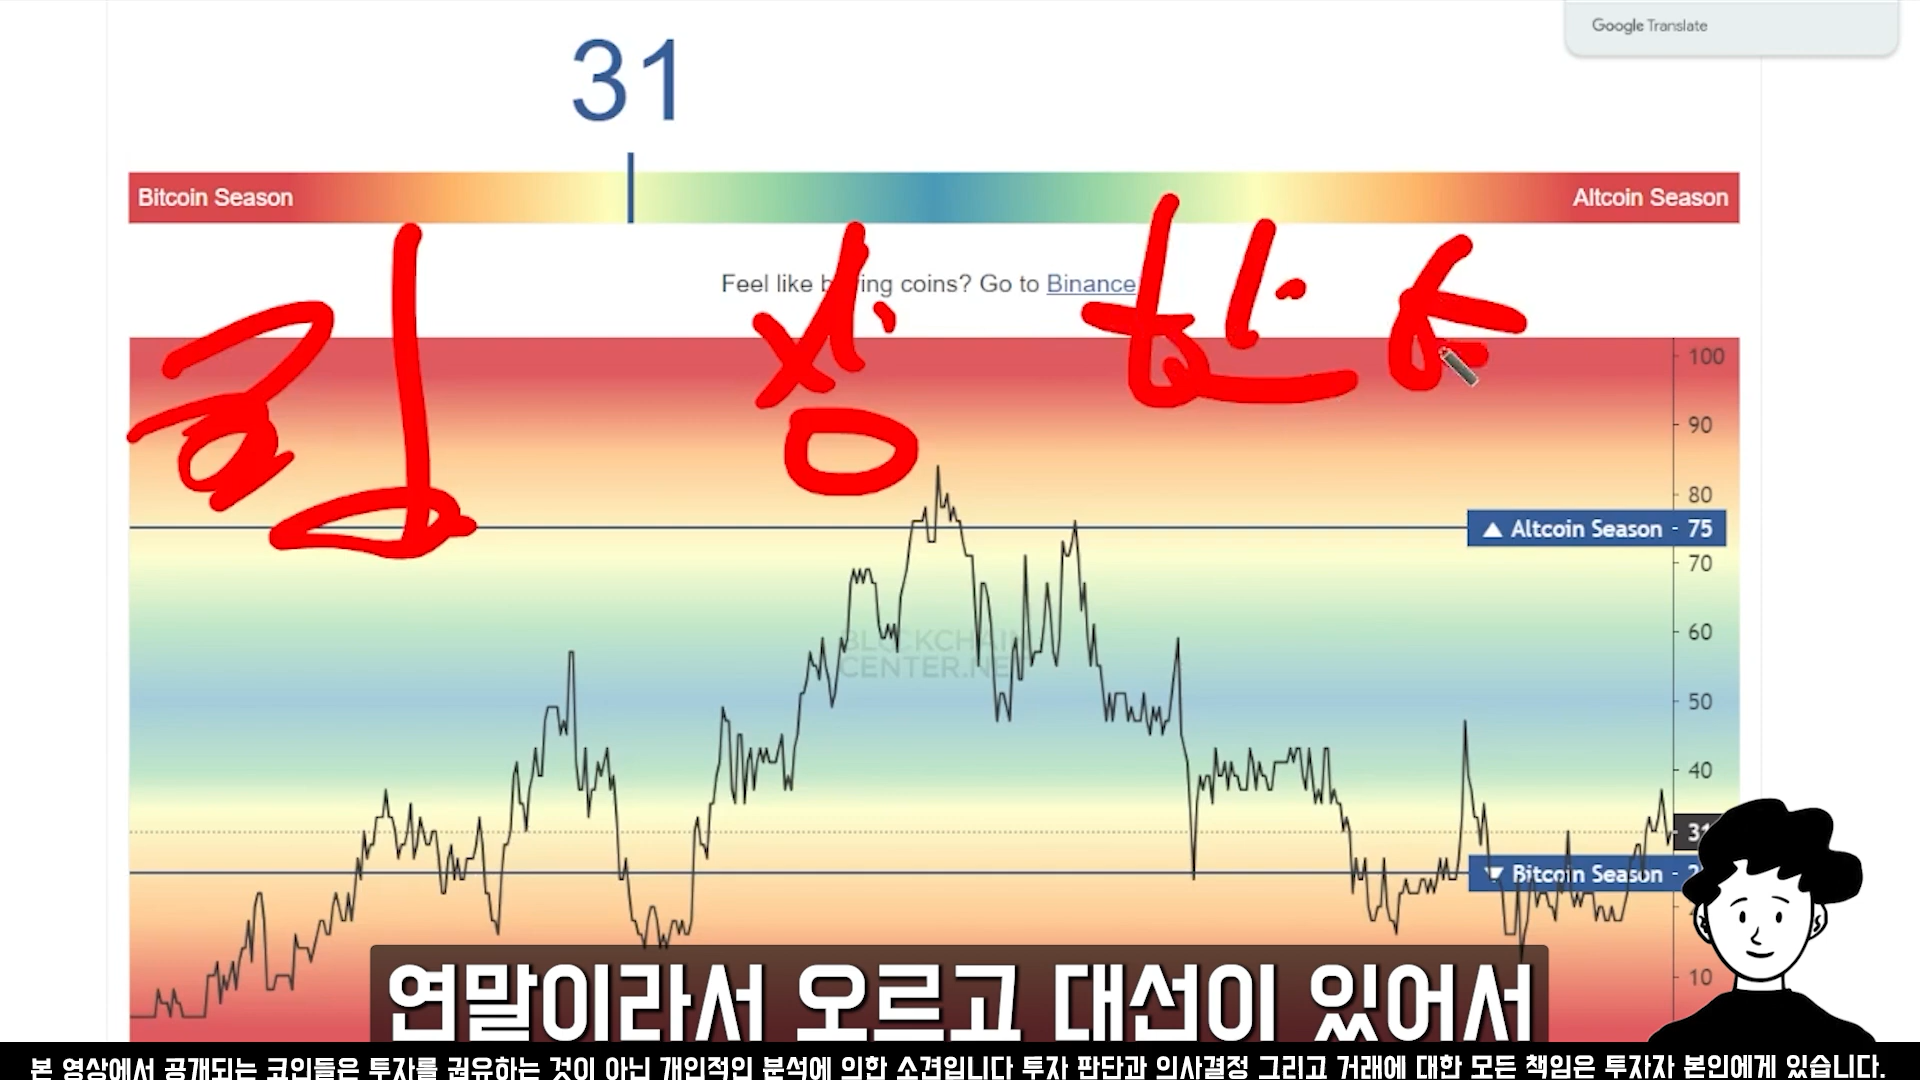 Google Translate
31
Bitcoin Season
Altcoin Season
Feel like b ing coins? Go to Binance
100
90
80
▲ Altcoin Season - 75
70
60
BLOCKCHAIN
CENTER.NE
50
40
31
▼ Bitcoin Season - 2
10
연말이라서 오르고 대선이 있어서
본 영상에서 공개되는 코인들은 투자를 권유하는 것이 아닌 개인적인 분석에 의한 소견입니다 투자 판단과 의사결정 그리고 거래에 대한 모든 책임은 투자자 본인에게 있습니다.